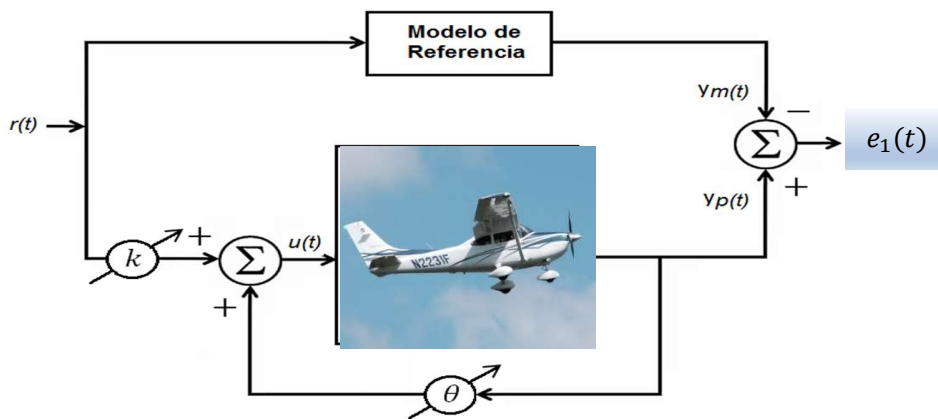 Modelo de
Referencia
r(t)
ym(t)
−
Σ
e₁(t)
+
yp(t)
k
+
Σ
u(t)
+
N2231F
θ